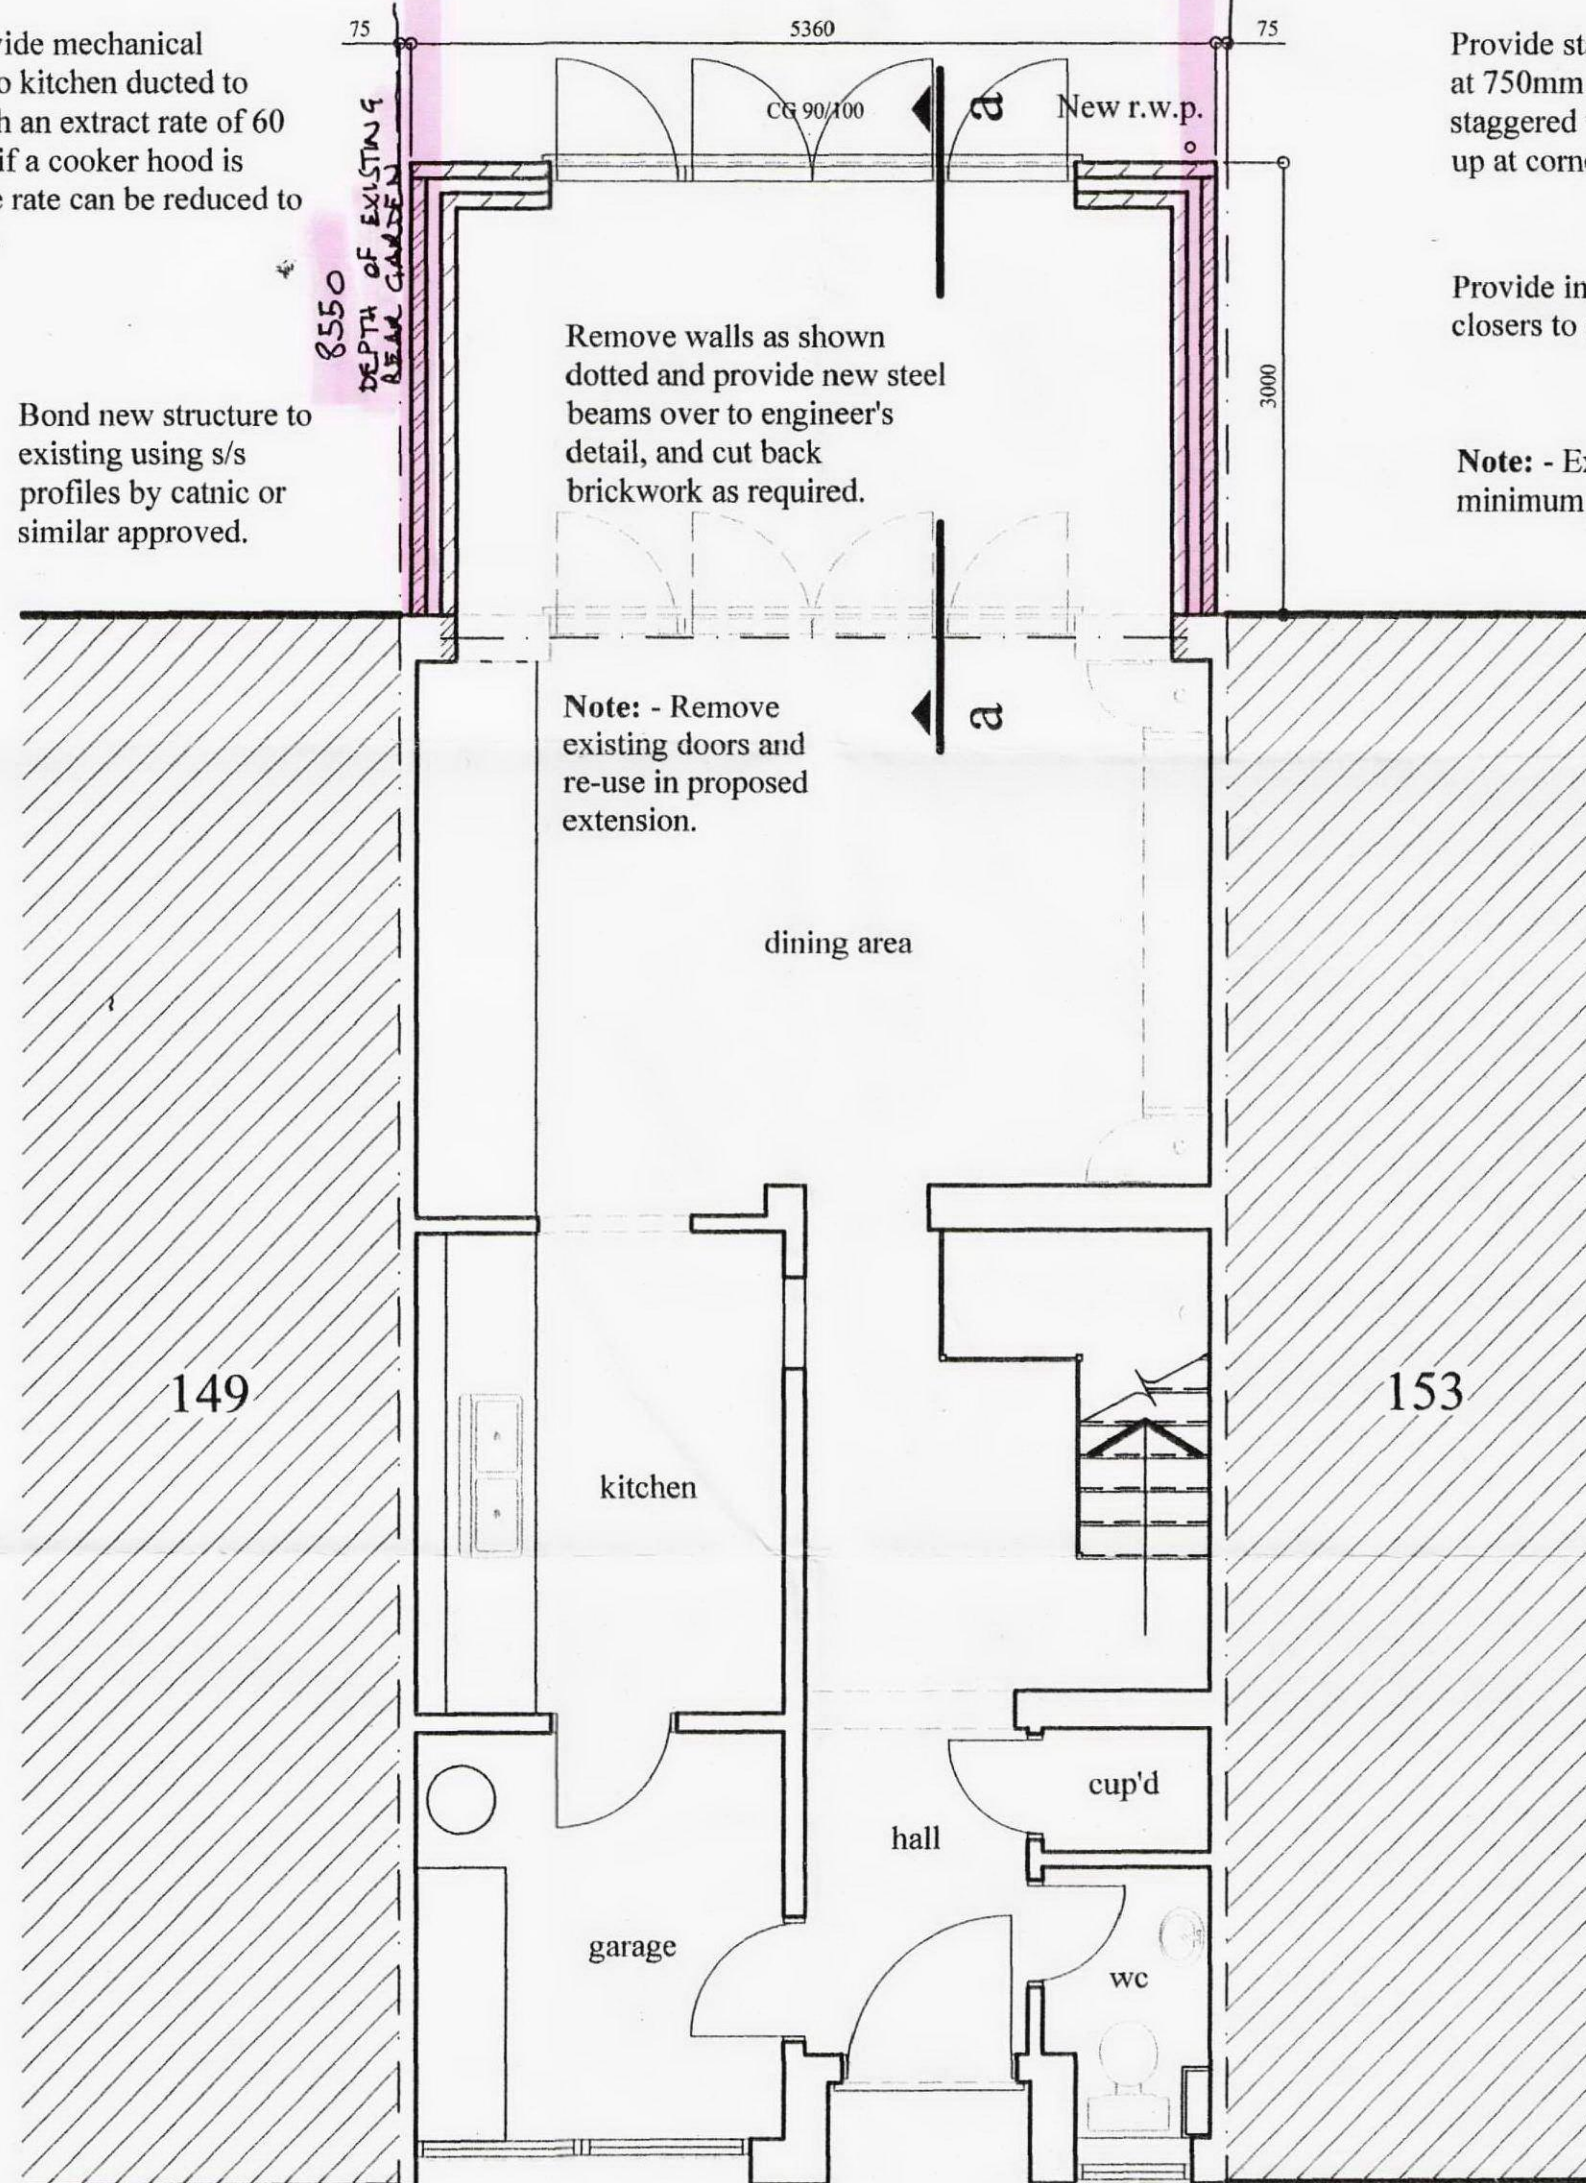 75
5360
75
vide mechanical
o kitchen ducted to
h an extract rate of 60
if a cooker hood is
e rate can be reduced to
8550
DEPTH OF EXISTING
REAR GARDEN
CG 90/100
a
New r.w.p.
Provide st
at 750mm
staggered
up at corn
Provide in
closers to
3000
Note: - Ex
minimum
Bond new structure to
existing using s/s
profiles by catnic or
similar approved.
Remove walls as shown
dotted and provide new steel
beams over to engineer's
detail, and cut back
brickwork as required.
Note: - Remove
existing doors and
re-use in proposed
extension.
a
dining area
149
153
kitchen
cup'd
hall
garage
wc